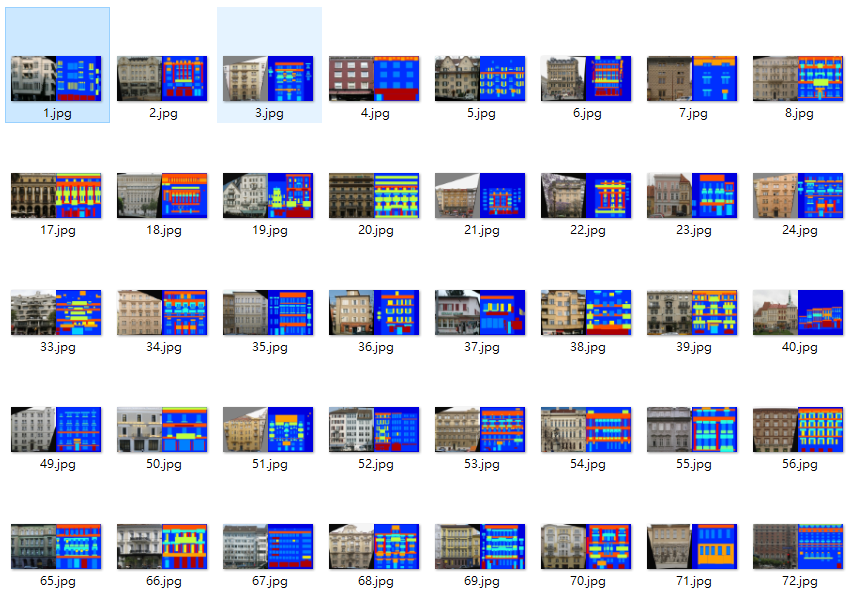 1.jpg 2.jpg 3.jpg 4.jpg 5.jpg 6.jpg 7.jpg 8.jpg
17.jpg 18.jpg 19.jpg 20.jpg 21.jpg 22.jpg 23.jpg 24.jpg
33.jpg 34.jpg 35.jpg 36.jpg 37.jpg 38.jpg 39.jpg 40.jpg
49.jpg 50.jpg 51.jpg 52.jpg 53.jpg 54.jpg 55.jpg 56.jpg
65.jpg 66.jpg 67.jpg 68.jpg 69.jpg 70.jpg 71.jpg 72.jpg